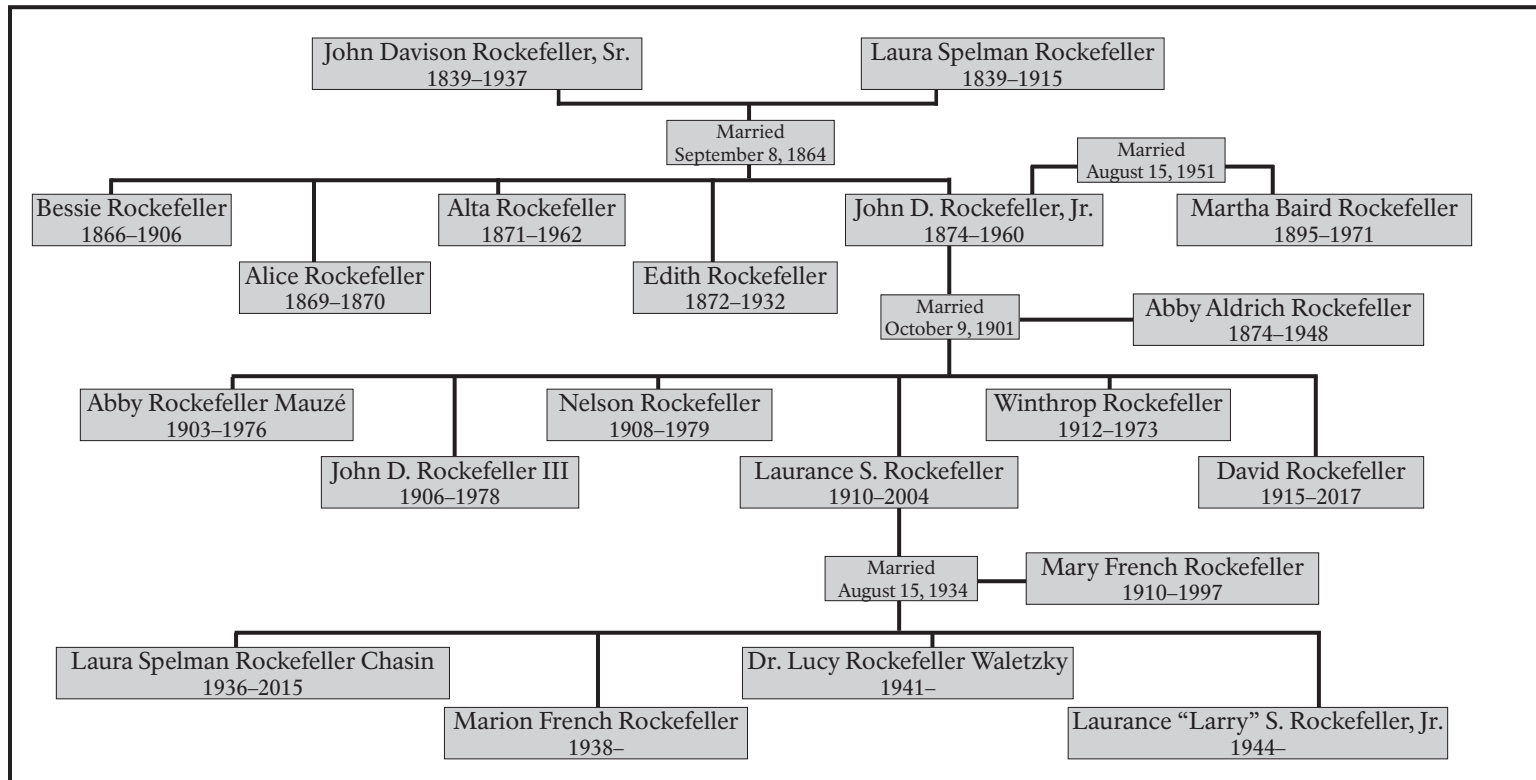 John Davison Rockefeller, Sr.
1839–1937
Laura Spelman Rockefeller
1839–1915
Married
September 8, 1864
Married
August 15, 1951
Bessie Rockefeller
1866–1906
Alta Rockefeller
1871–1962
John D. Rockefeller, Jr.
1874–1960
Martha Baird Rockefeller
1895–1971
Alice Rockefeller
1869–1870
Edith Rockefeller
1872–1932
Married
October 9, 1901
Abby Aldrich Rockefeller
1874–1948
Abby Rockefeller Mauzé
1903–1976
Nelson Rockefeller
1908–1979
Winthrop Rockefeller
1912–1973
John D. Rockefeller III
1906–1978
Laurance S. Rockefeller
1910–2004
David Rockefeller
1915–2017
Married
August 15, 1934
Mary French Rockefeller
1910–1997
Laura Spelman Rockefeller Chasin
1936–2015
Dr. Lucy Rockefeller Waletzky
1941–
Marion French Rockefeller
1938–
Laurance “Larry” S. Rockefeller, Jr.
1944–